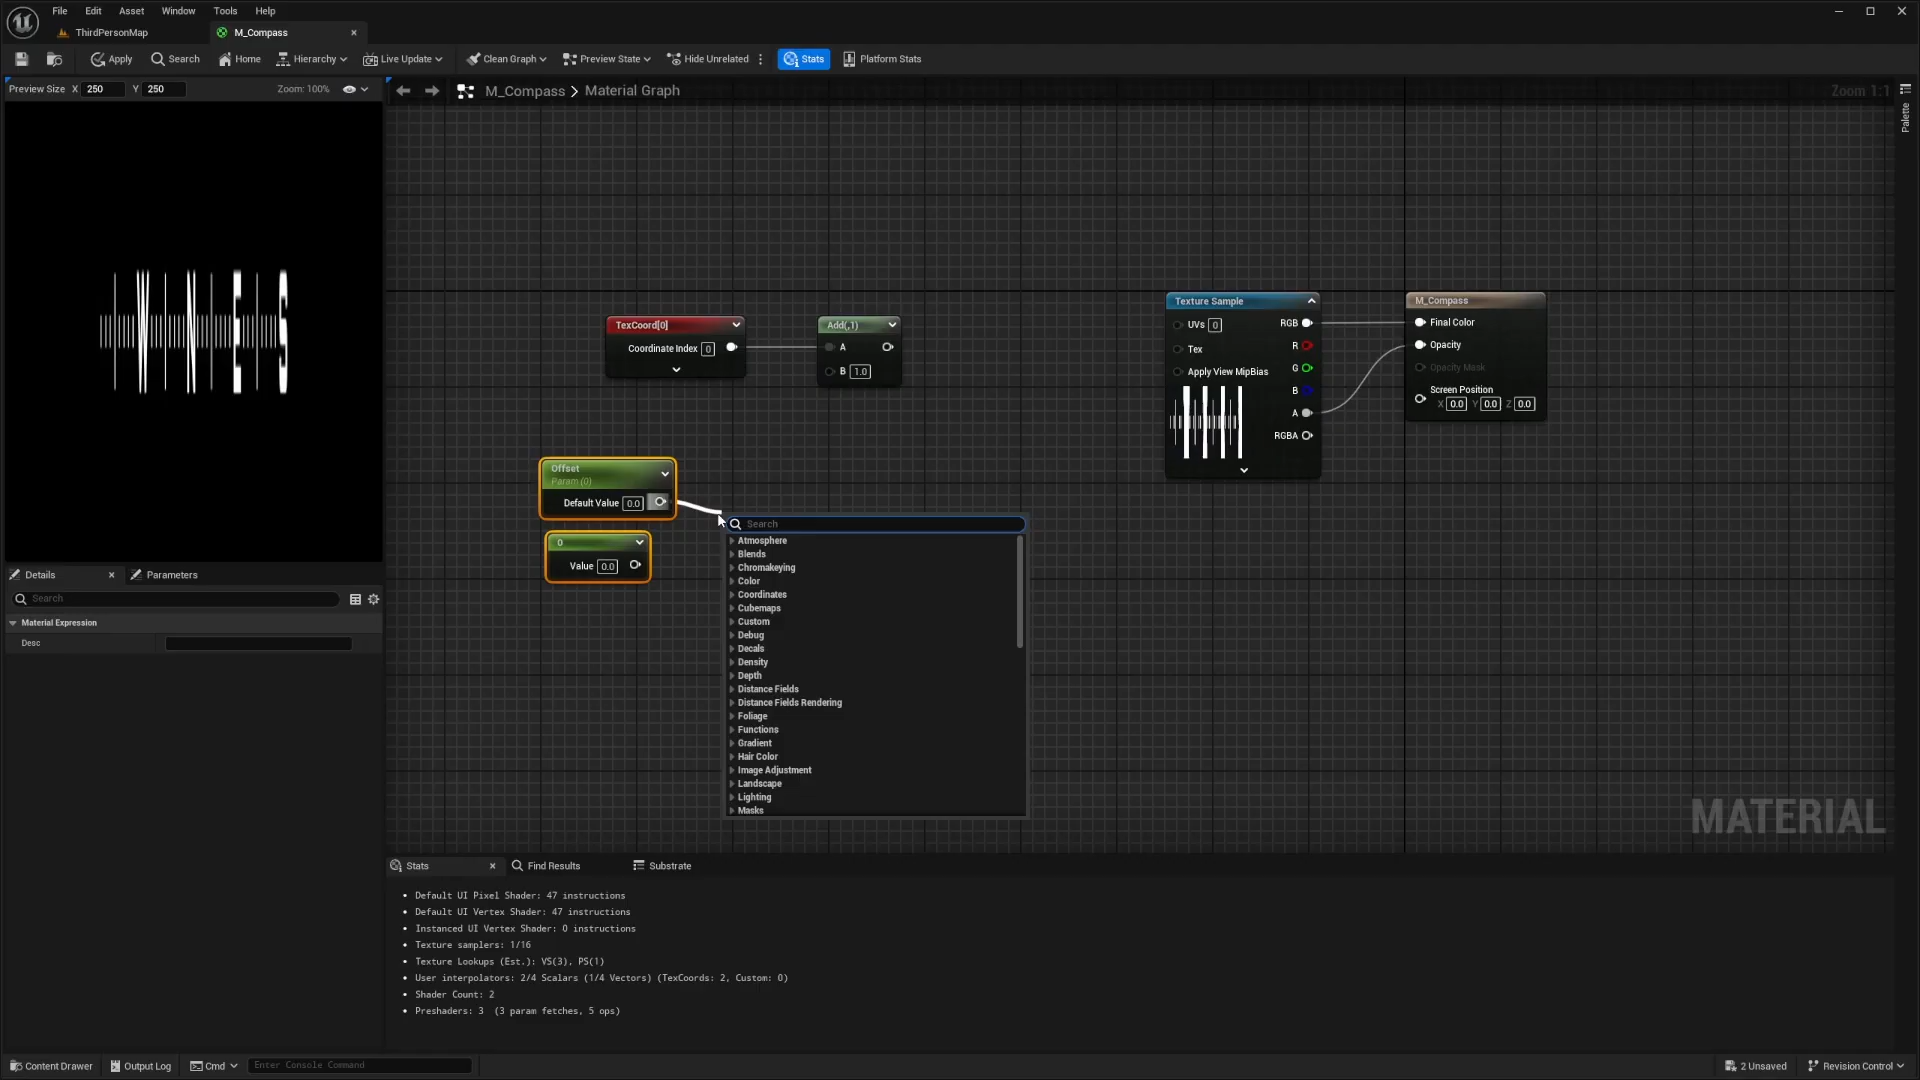 File Edit Asset Window Tools Help
ThirdPersonMap M_Compass
Apply Search Home Hierarchy Live Update Clean Graph Preview State Hide Unrelated Stats Platform Stats
Preview Size X 250 Y 250 Zoom: 100%
M_Compass > Material Graph
Zoom 1:1
Palette
W N E S
TexCoord[0]
Coordinate Index 0
Add(,1)
A
B 1.0
Offset
Param (0)
Default Value 0.0
0
Value 0.0
Search
Atmosphere
Blends
Chromakeying
Color
Coordinates
Cubemaps
Custom
Debug
Decals
Density
Depth
Distance Fields
Distance Fields Rendering
Foliage
Functions
Gradient
Hair Color
Image Adjustment
Landscape
Lighting
Masks
Texture Sample
UVs 0 RGB
R
Tex
G
Apply View MipBias
B
A
RGBA
M_Compass
Final Color
Opacity
Opacity Mask
Screen Position
X 0.0 Y 0.0 Z 0.0
MATERIAL
Details Parameters
Search
Material Expression
Desc
Stats Find Results Substrate
• Default UI Pixel Shader: 47 instructions
• Default UI Vertex Shader: 47 instructions
• Instanced UI Vertex Shader: 0 instructions
• Texture samplers: 1/16
• Texture Lookups (Est.): VS(3), PS(1)
• User interpolators: 2/4 Scalars (1/4 Vectors) (TexCoords: 2, Custom: 0)
• Shader Count: 2
• Preshaders: 3 (3 param fetches, 5 ops)
Content Drawer Output Log Cmd Enter Console Command 2 Unsaved Revision Control